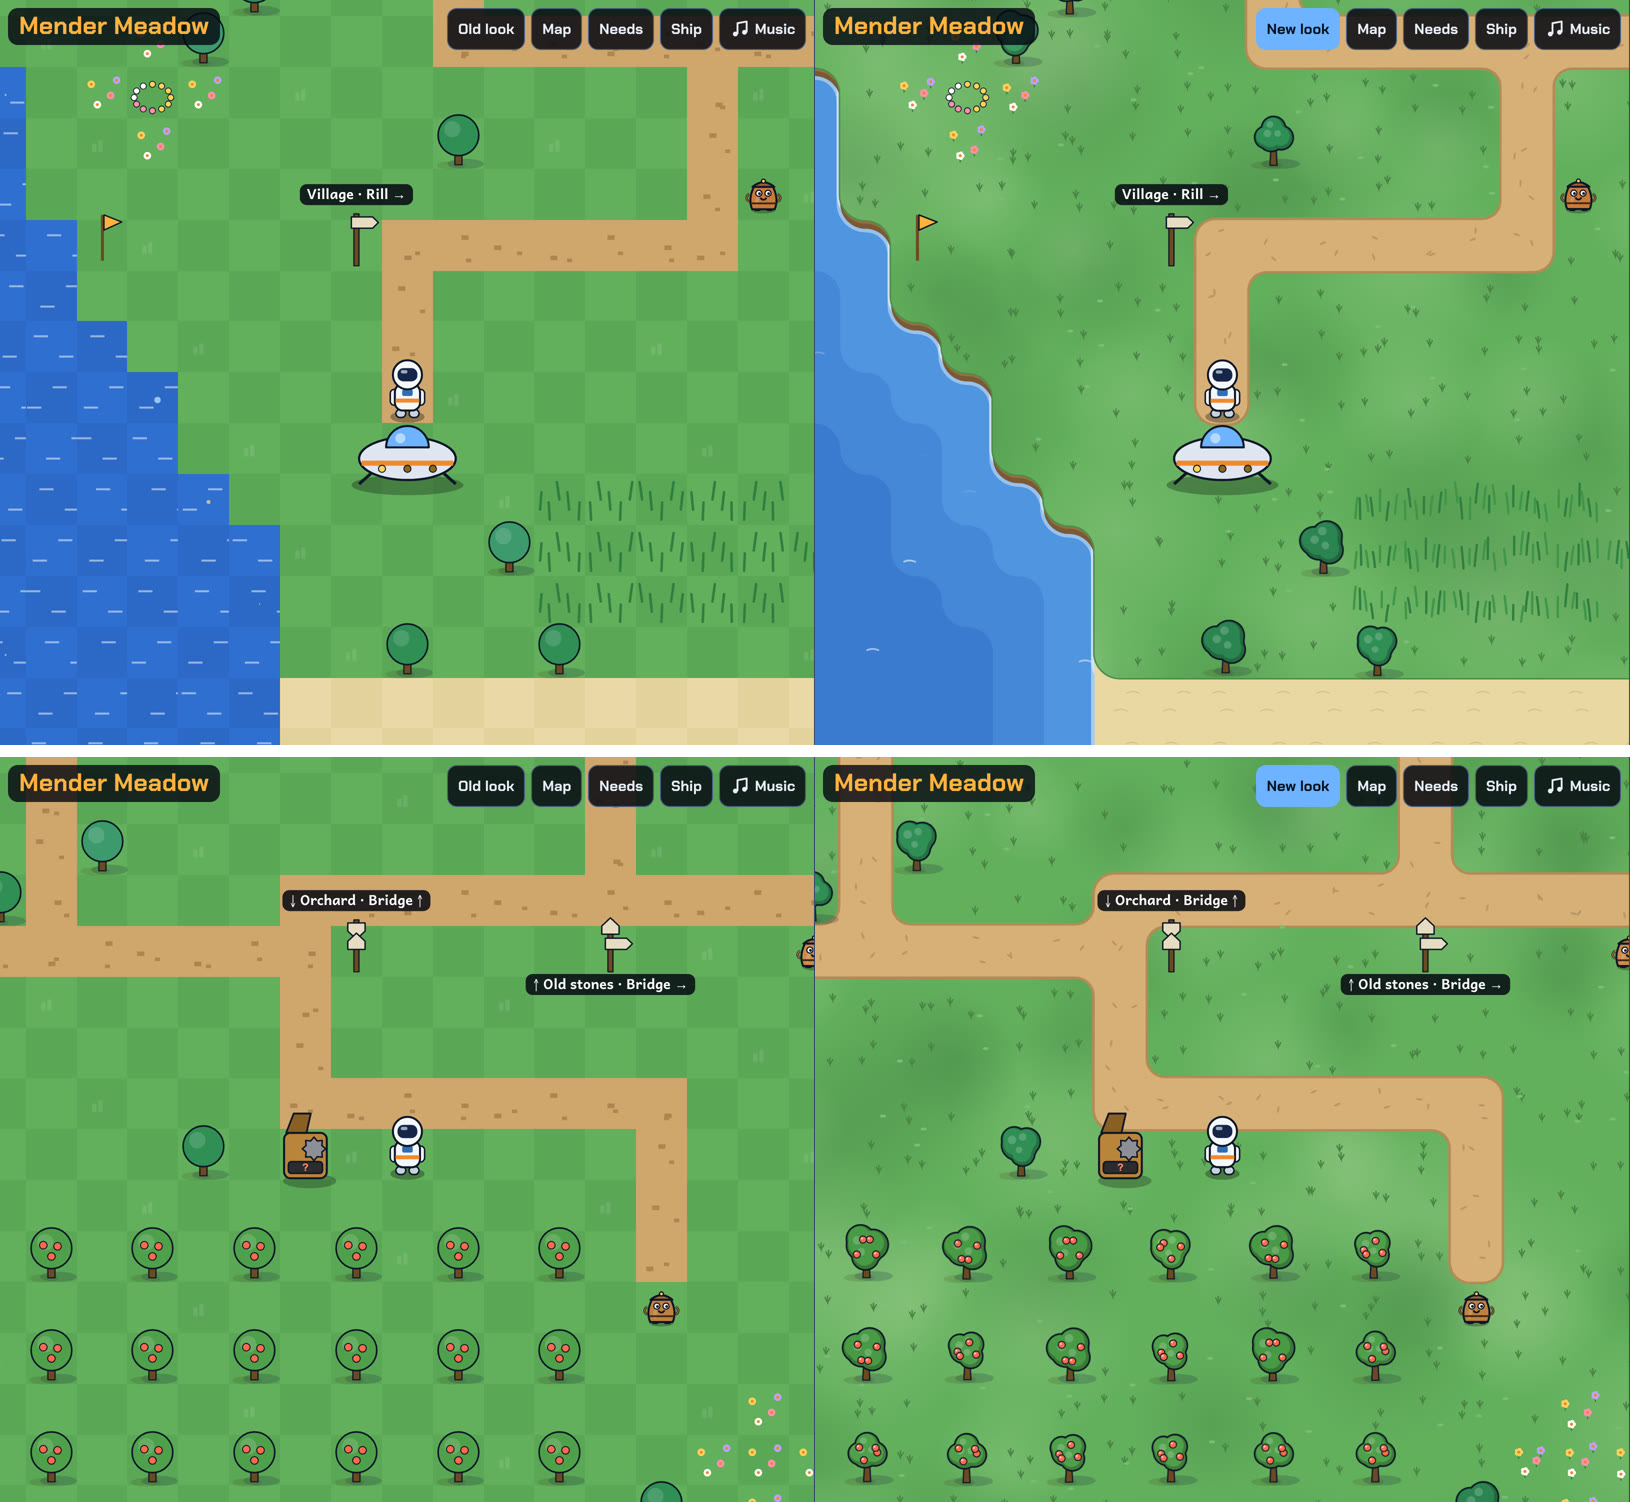 Mender Meadow
Old look
Map
Needs
Ship
♫ Music
Village · Rill →
Mender Meadow
New look
Map
Needs
Ship
♫ Music
Village · Rill →
Mender Meadow
Old look
Map
Needs
Ship
♫ Music
↓ Orchard · Bridge ↑
↑ Old stones · Bridge →
?
Mender Meadow
New look
Map
Needs
Ship
♫ Music
↓ Orchard · Bridge ↑
↑ Old stones · Bridge →
?